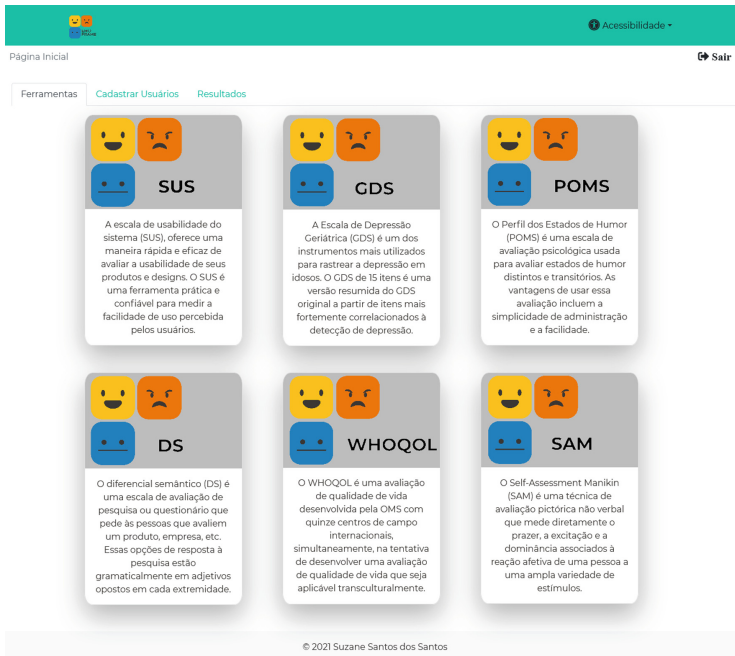 Acessibilidade
Página Inicial
Sair
Ferramentas
Cadastrar Usuários
Resultados
SUS
A escala de usabilidade do
sistema (SUS), oferece uma
maneira rápida e eficaz de
avaliar a usabilidade de seus
produtos e designs. O SUS é
uma ferramenta prática e
confiável para medir a
facilidade de uso percebida
pelos usuários.
GDS
A Escala de Depressão
Geriátrica (GDS) é um dos
instrumentos mais utilizados
para rastrear a depressão em
idosos. O GDS de 15 itens é uma
versão resumida do GDS
original a partir de itens mais
fortemente correlacionados à
detecção de depressão.
POMS
O Perfil dos Estados de Humor
(POMS) é uma escala de
avaliação psicológica usada
para avaliar estados de humor
distintos e transitórios. As
vantagens de usar essa
avaliação incluem a
simplicidade de administração
e a facilidade.
DS
O diferencial semântico (DS) é
uma escala de avaliação de
pesquisa ou questionário que
pede às pessoas que avaliem
um produto, empresa, etc.
Essas opções de resposta à
pesquisa estão
gramaticalmente em adjetivos
opostos em cada extremidade.
WHOQOL
O WHOQOL é uma avaliação
de qualidade de vida
desenvolvida pela OMS com
quinze centros de campo
internacionais,
simultaneamente, na tentativa
de desenvolver uma avaliação
de qualidade de vida que seja
aplicável transculturalmente.
SAM
O Self-Assessment Manikin
(SAM) é uma técnica de
avaliação pictórica não verbal
que mede diretamente o
prazer, a excitação e a
dominância associados à
reação afetiva de uma pessoa a
uma ampla variedade de
estímulos.
© 2021 Suzane Santos dos Santos